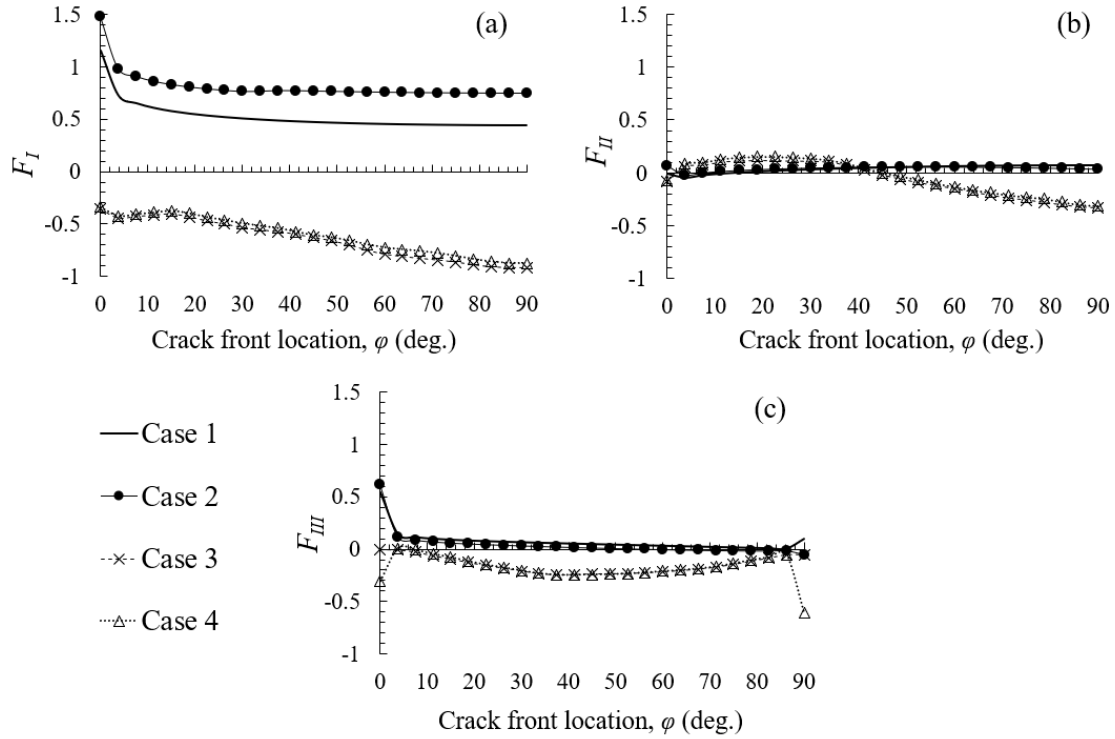 (a)
1.5
1
0.5
0
-0.5
-1
F_I
0 10 20 30 40 50 60 70 80 90
Crack front location, φ (deg.)
(b)
1.5
1
0.5
0
-0.5
-1
F_II
0 10 20 30 40 50 60 70 80 90
Crack front location, φ (deg.)
Case 1
Case 2
Case 3
Case 4
(c)
1.5
1
0.5
0
-0.5
-1
F_III
0 10 20 30 40 50 60 70 80 90
Crack front location, φ (deg.)